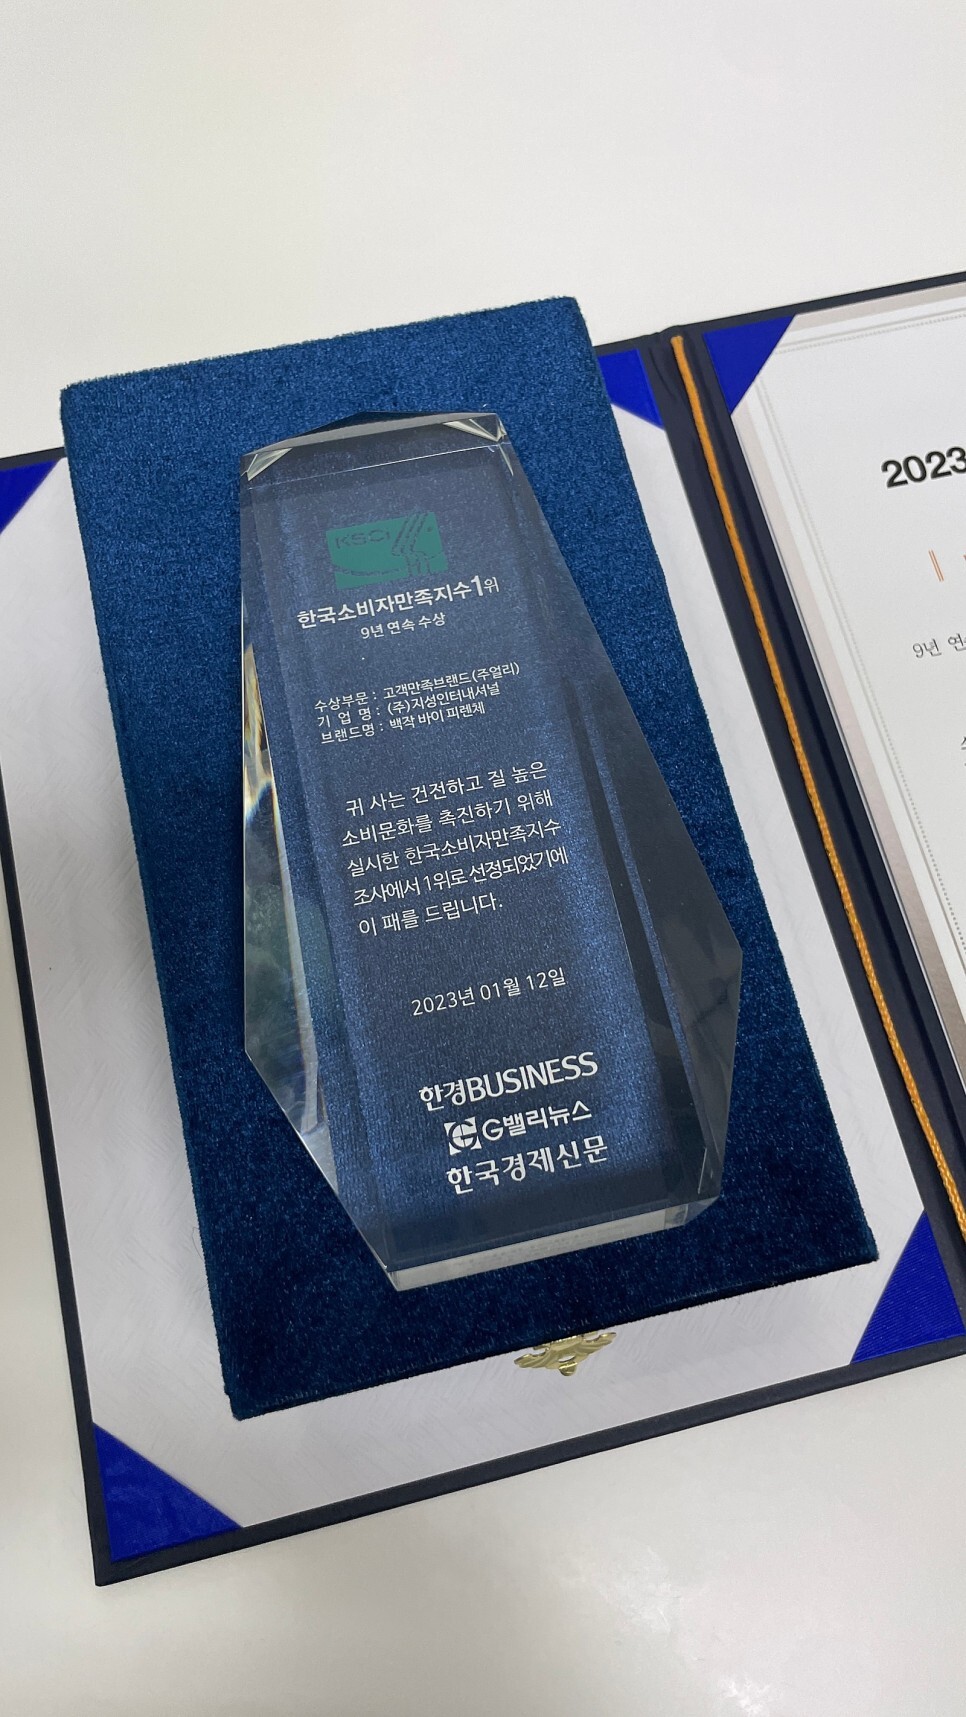 KSCI
한국소비자만족지수1위
9년 연속 수상
수상부문 : 고객만족브랜드(주얼리)
기 업 명 : (주)지성인터내셔널
브랜드명 : 백작 바이 피렌체
귀 사는 건전하고 질 높은
소비문화를 촉진하기 위해
실시한 한국소비자만족지수
조사에서 1위로 선정되었기에
이 패를 드립니다.
2023년 01월 12일
한경BUSINESS
G밸리뉴스
한국경제신문
2023
9년